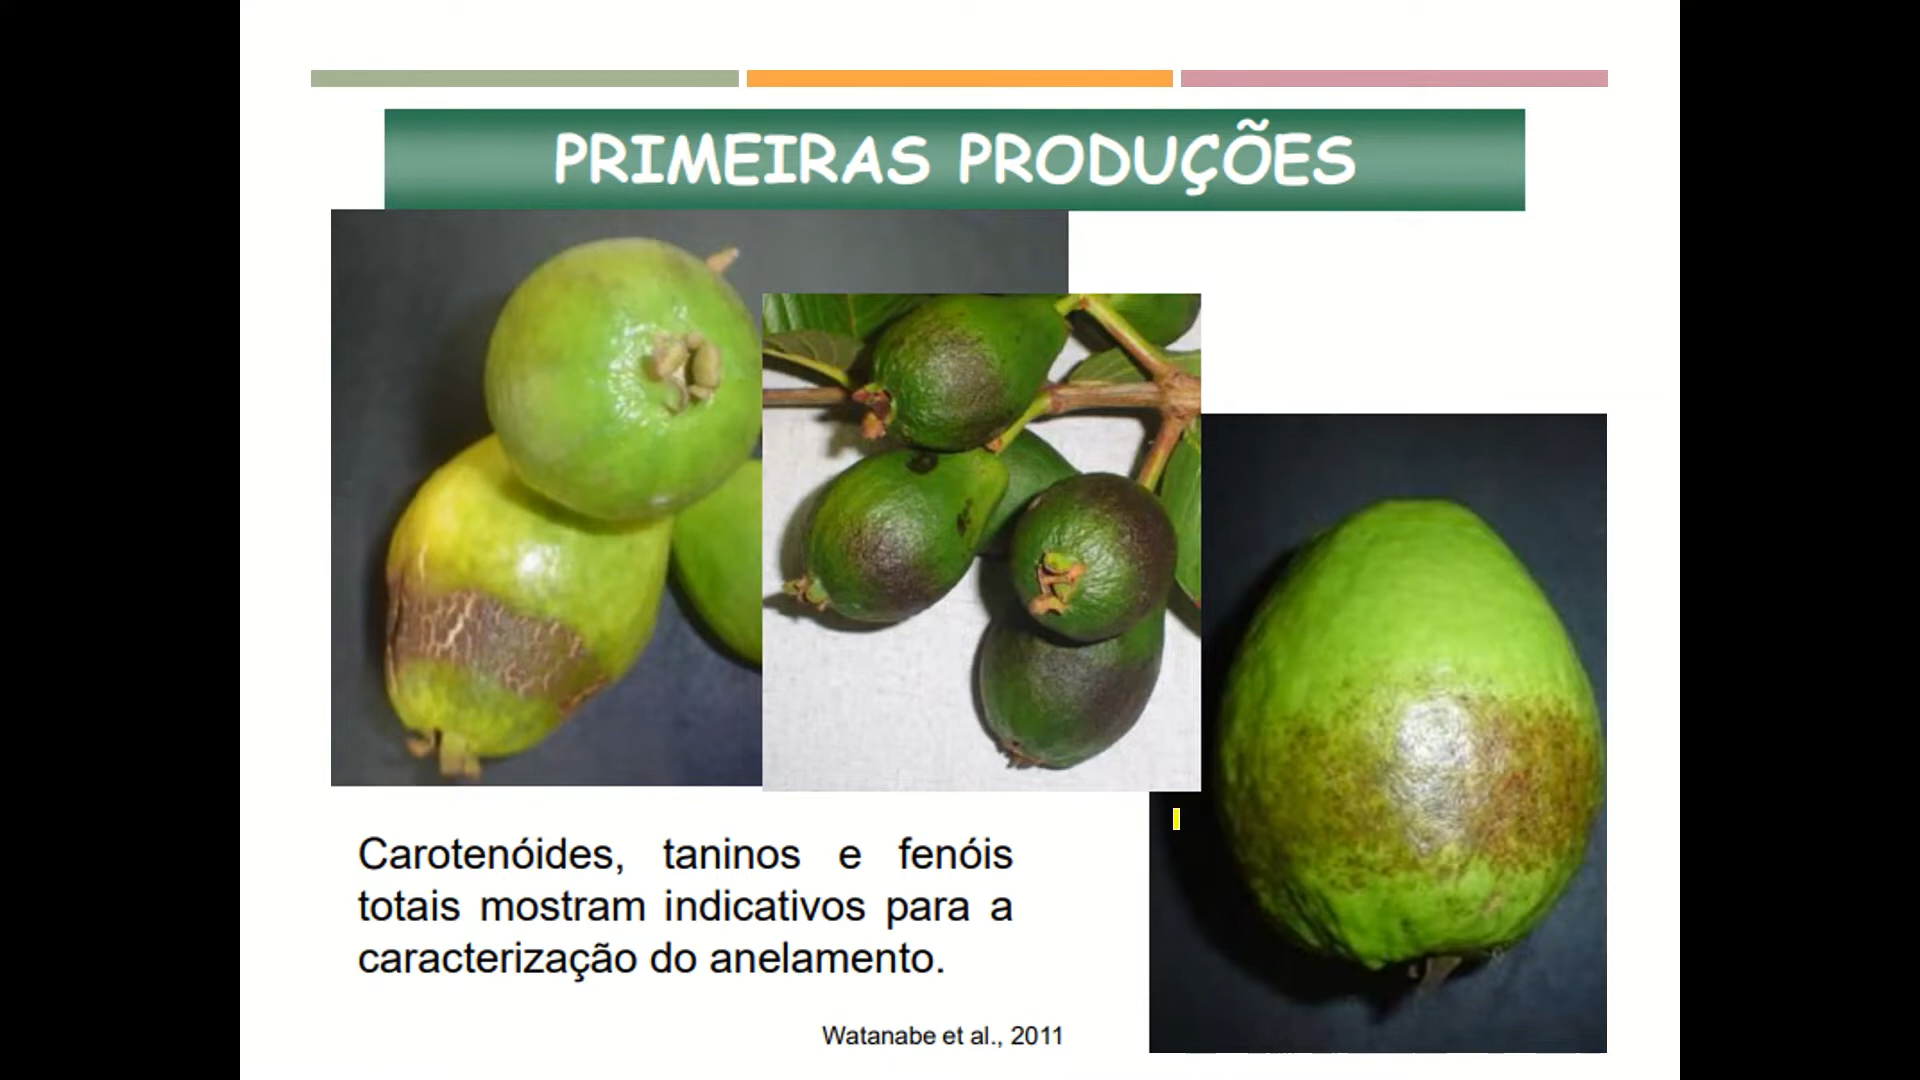 PRIMEIRAS PRODUÇÕES
Carotenóides, taninos e fenóis
totais mostram indicativos para a
caracterização do anelamento.
Watanabe et al., 2011